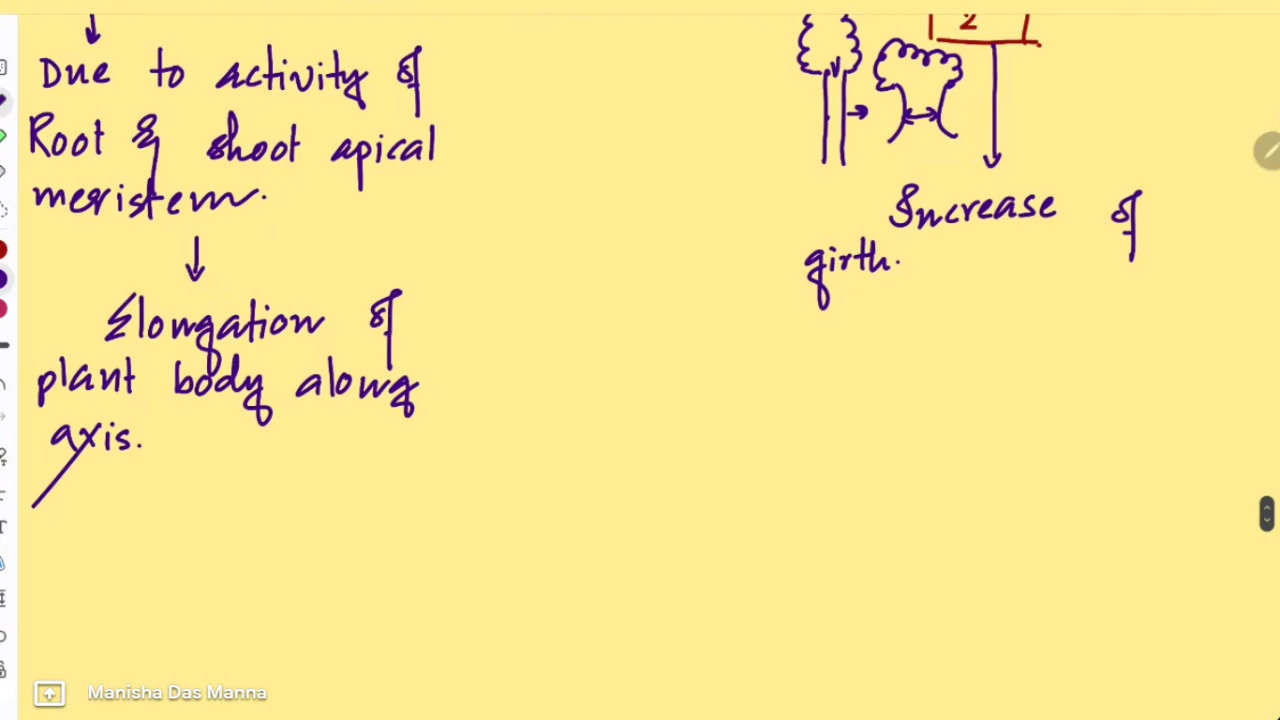 Due to activity of
Root & shoot apical
meristem.
Elongation of
plant body along
axis.
2
Increase of
girth.
Manisha Das Manna